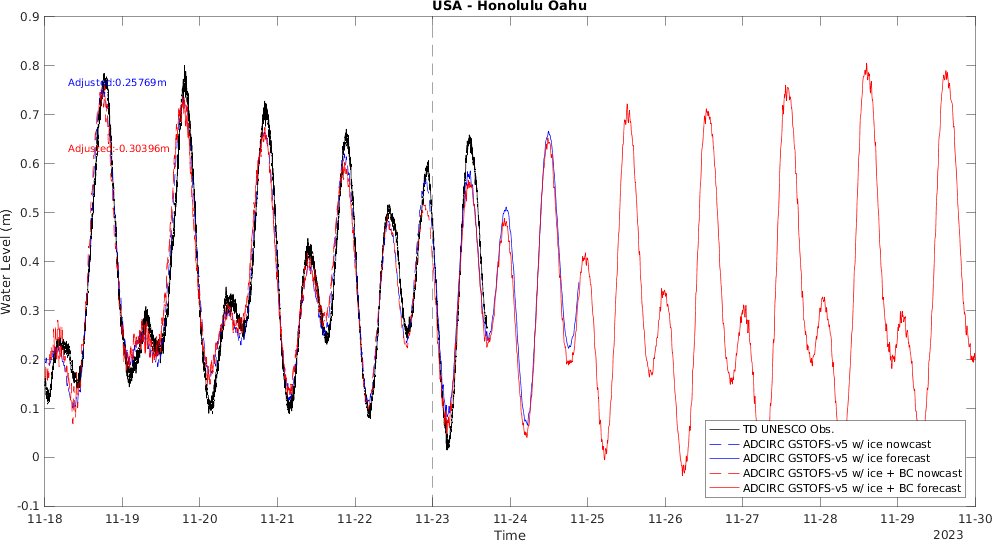 USA - Honolulu Oahu
0.9
0.8
0.7
0.6
0.5
0.4
0.3
0.2
0.1
0
-0.1
Water Level (m)
Adjusted:0.25769m
Adjusted:-0.30396m
TD UNESCO Obs.
ADCIRC GSTOFS-v5 w/ ice nowcast
ADCIRC GSTOFS-v5 w/ ice forecast
ADCIRC GSTOFS-v5 w/ ice + BC nowcast
ADCIRC GSTOFS-v5 w/ ice + BC forecast
11-18 11-19 11-20 11-21 11-22 11-23 11-24 11-25 11-26 11-27 11-28 11-29 11-30
Time
2023